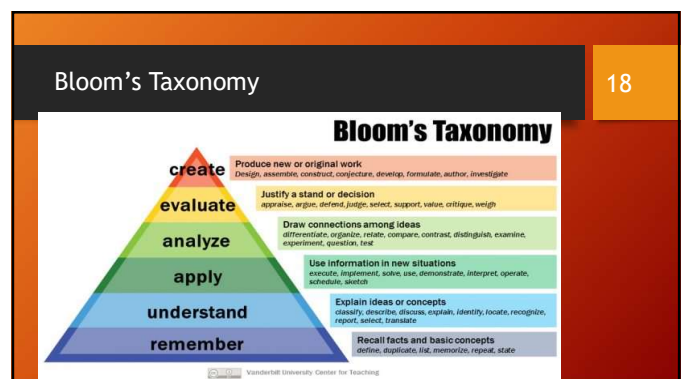 Bloom's Taxonomy
18
Bloom's Taxonomy
create
Produce new or original work
Design, assemble, construct, conjecture, develop, formulate, author, investigate
evaluate
Justify a stand or decision
appraise, argue, defend, judge, select, support, value, critique, weigh
analyze
Draw connections among ideas
differentiate, organize, relate, compare, contrast, distinguish, examine,
experiment, question, test
apply
Use information in new situations
execute, implement, solve, use, demonstrate, interpret, operate,
schedule, sketch
understand
Explain ideas or concepts
classify, describe, discuss, explain, identify, locate, recognize,
report, select, translate
remember
Recall facts and basic concepts
define, duplicate, list, memorize, repeat, state
Vanderbilt University Center for Teaching